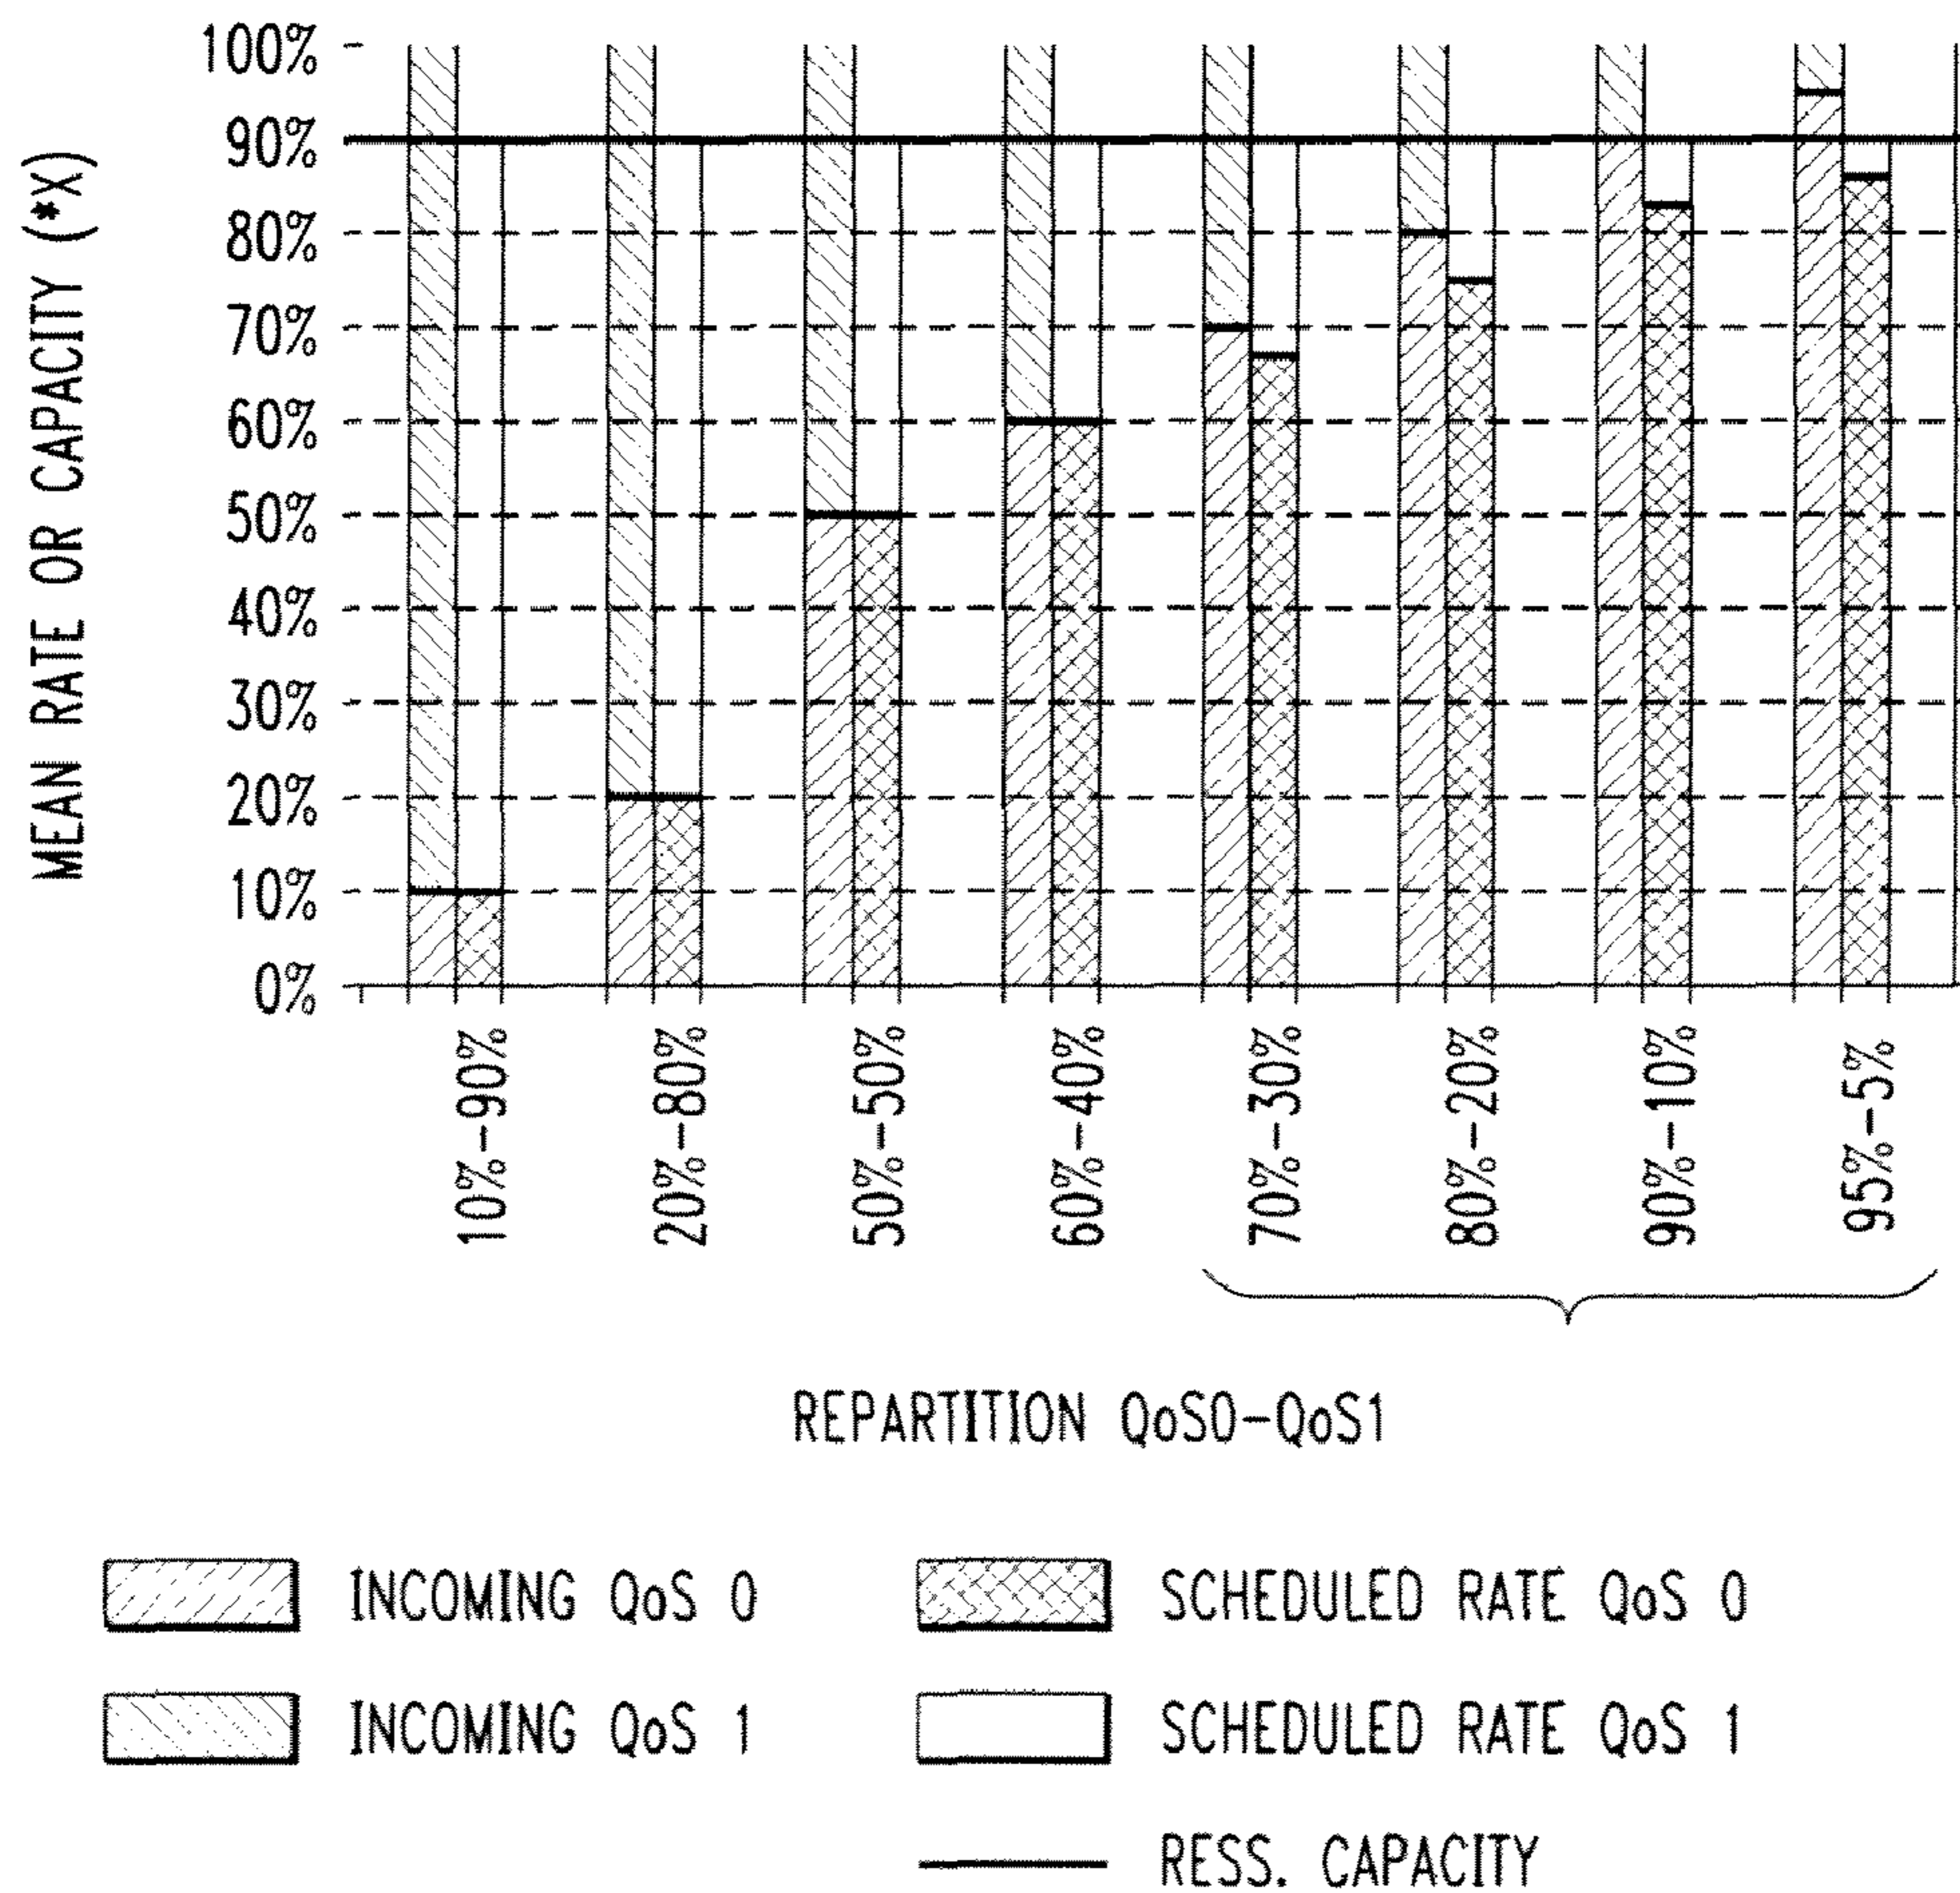 MEAN RATE OR CAPACITY (*X)
100%
90%
80%
70%
60%
50%
40%
30%
20%
10%
0%
10%-90%
20%-80%
50%-50%
60%-40%
70%-30%
80%-20%
90%-10%
95%-5%
REPARTITION QoS0-QoS1
INCOMING QoS 0
SCHEDULED RATE QoS 0
INCOMING QoS 1
SCHEDULED RATE QoS 1
RESS. CAPACITY